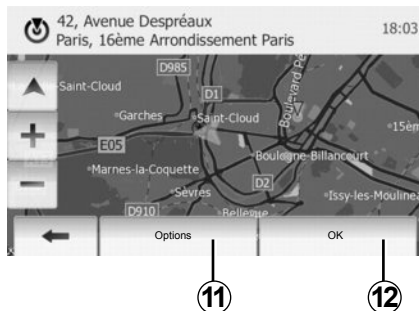 42, Avenue Despréaux
Paris, 16ème Arrondissement Paris
18:03
D985
Saint-Cloud
D1
Boulevard
Garches
Saint-Cloud
15èm
E05
Boulogne-Billancourt
Marnes-la-Coquette
D2
Sèvres
Issy-les-Moulinea
D910
Bellevue
Options
OK
11
12